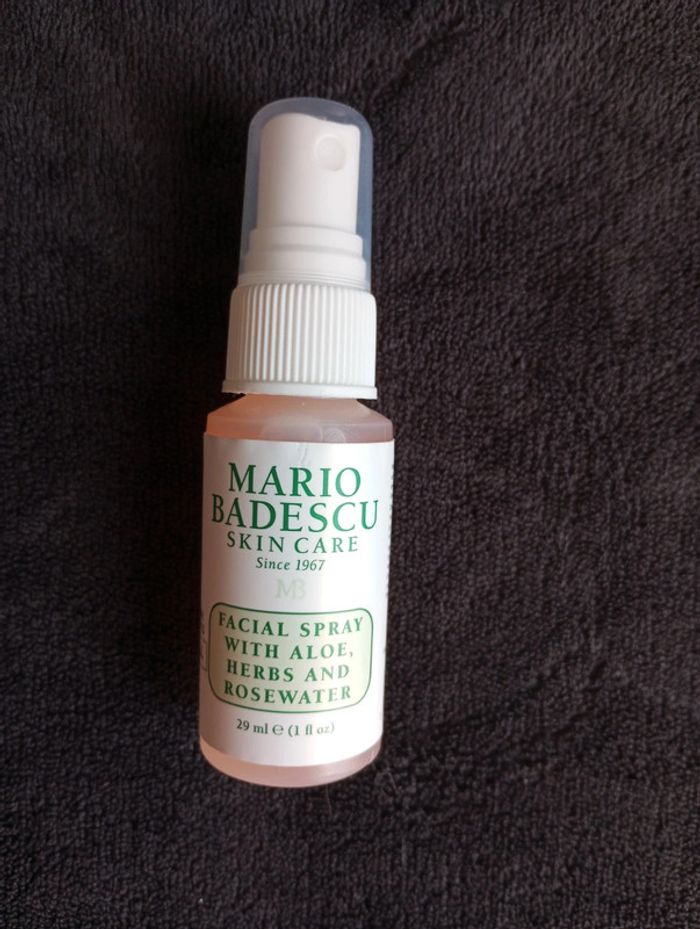 MARIO
BADESCU
SKIN CARE
Since 1967
MB
FACIAL SPRAY
WITH ALOE,
HERBS AND
ROSEWATER
29 ml ℮ (1 fl oz)